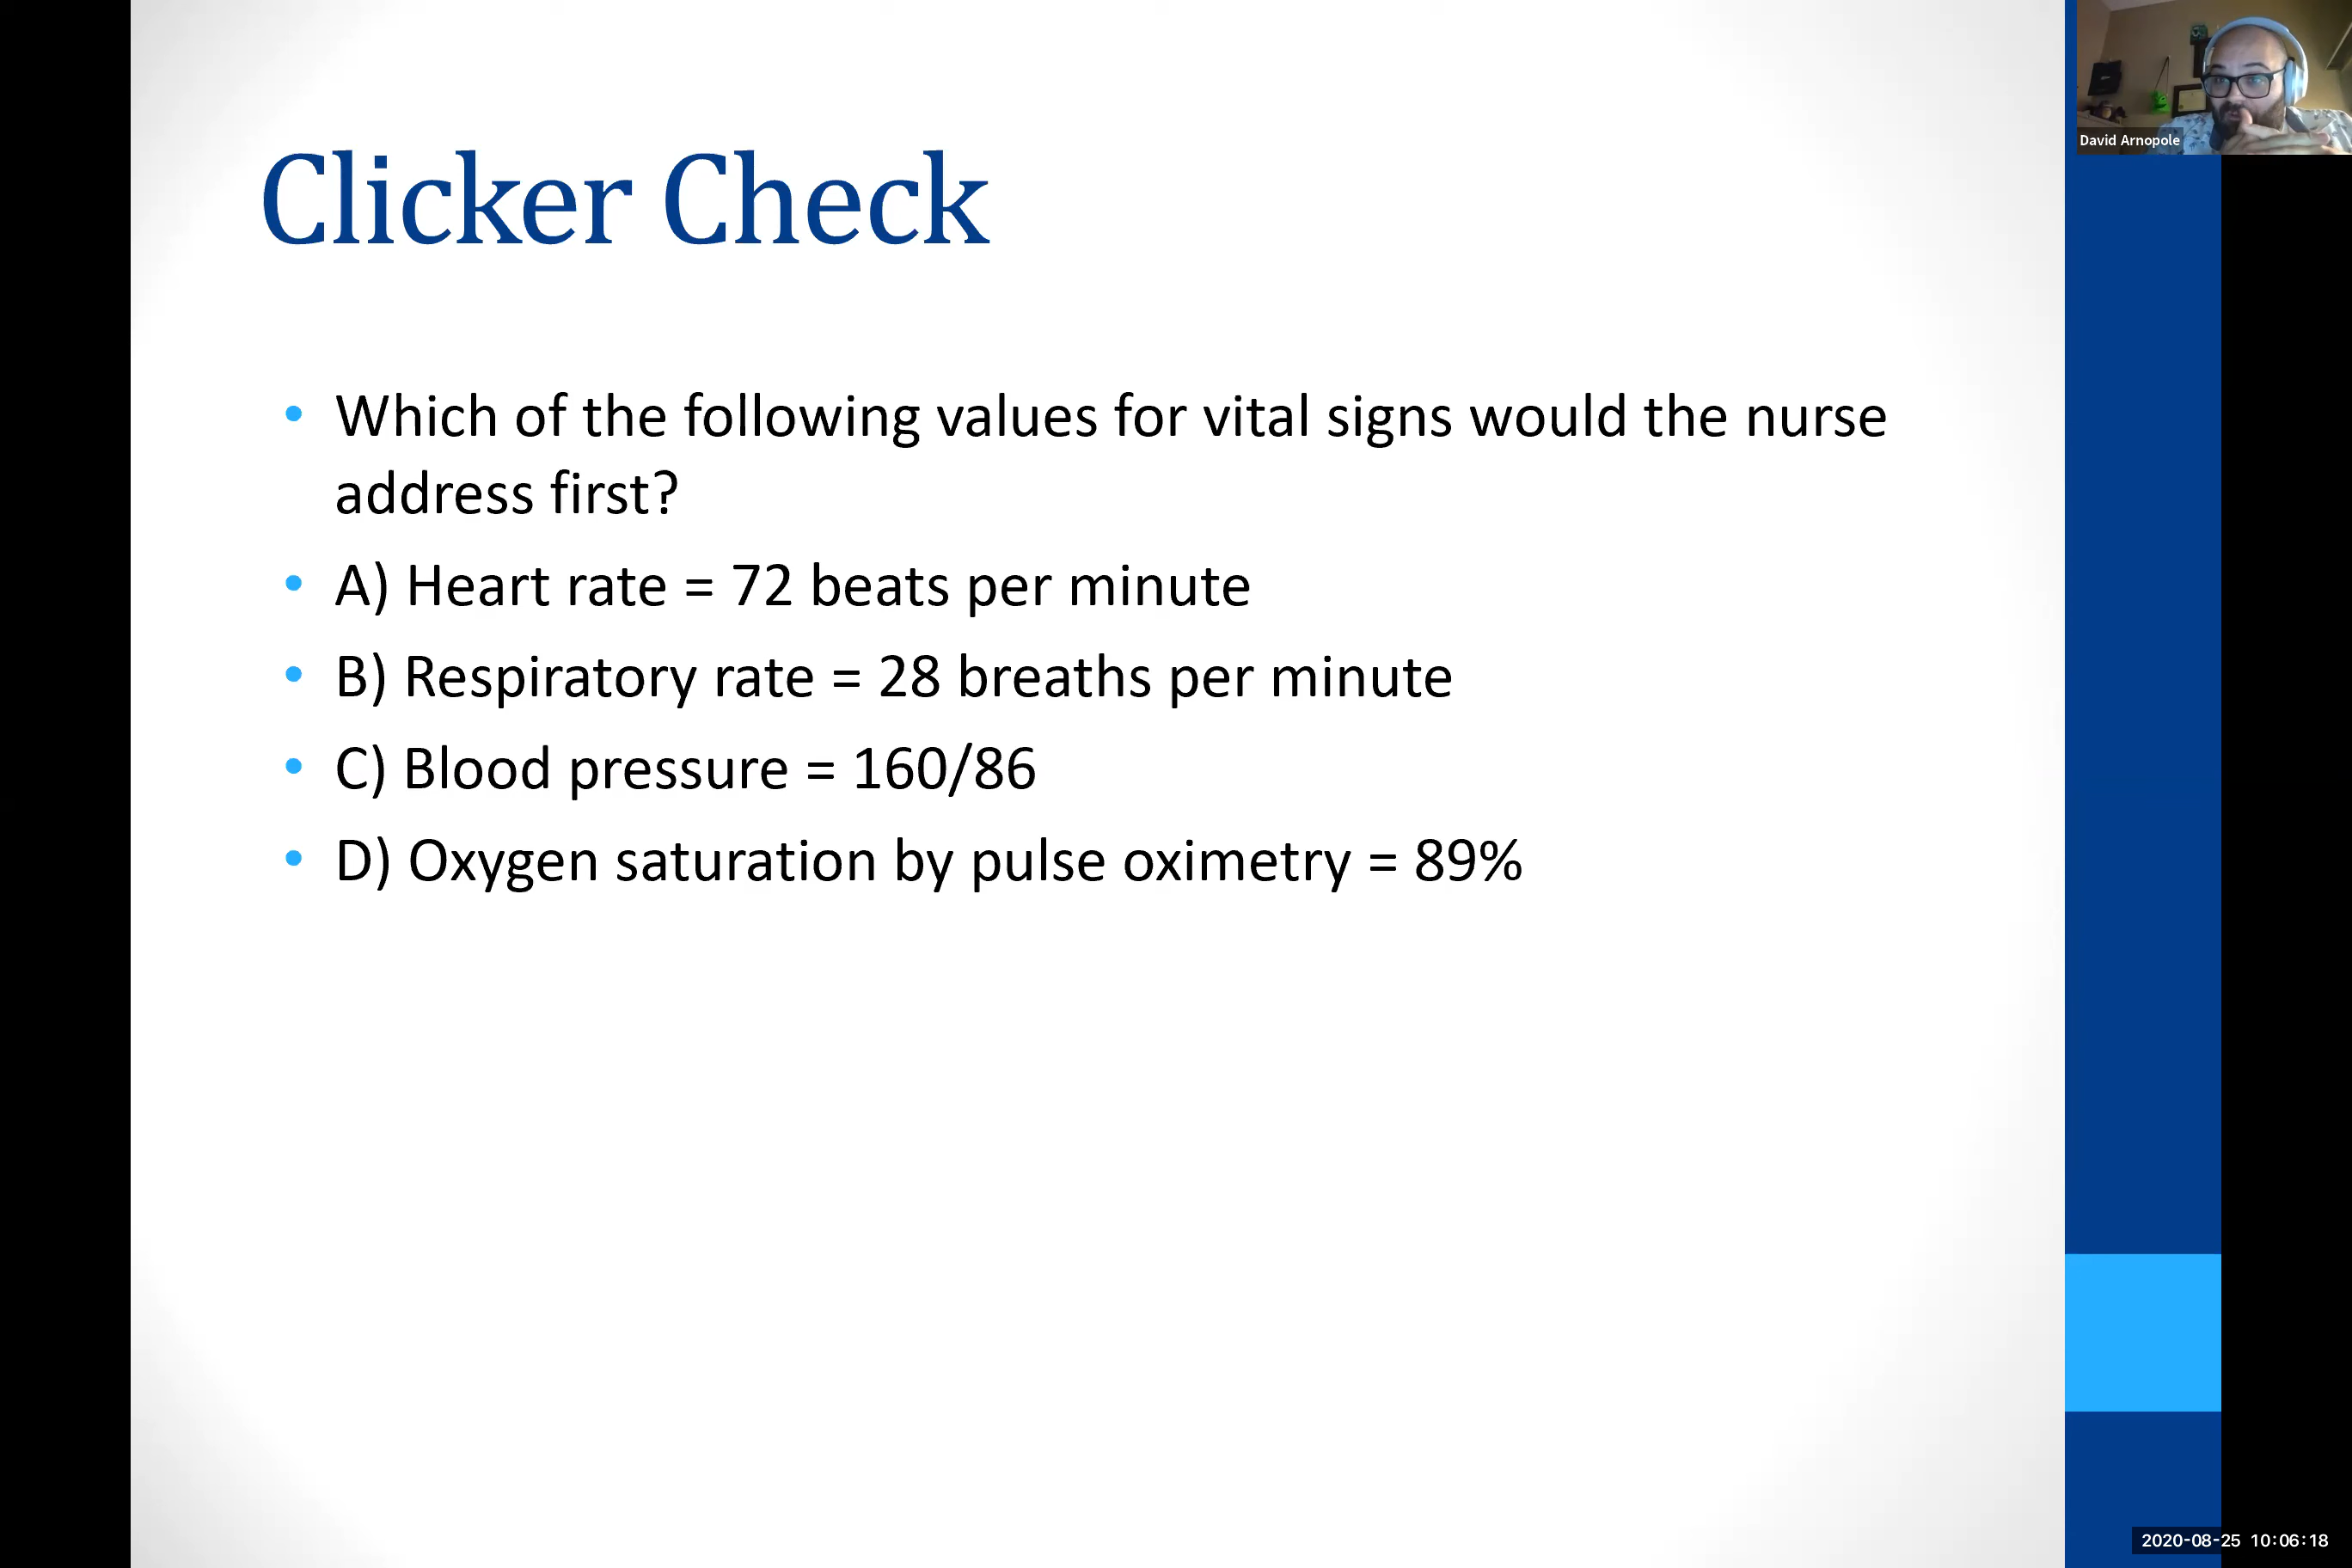 Clicker Check
• Which of the following values for vital signs would the nurse
address first?
• A) Heart rate = 72 beats per minute
• B) Respiratory rate = 28 breaths per minute
• C) Blood pressure = 160/86
• D) Oxygen saturation by pulse oximetry = 89%
David Arnopole
2020-08-25 10:06:18